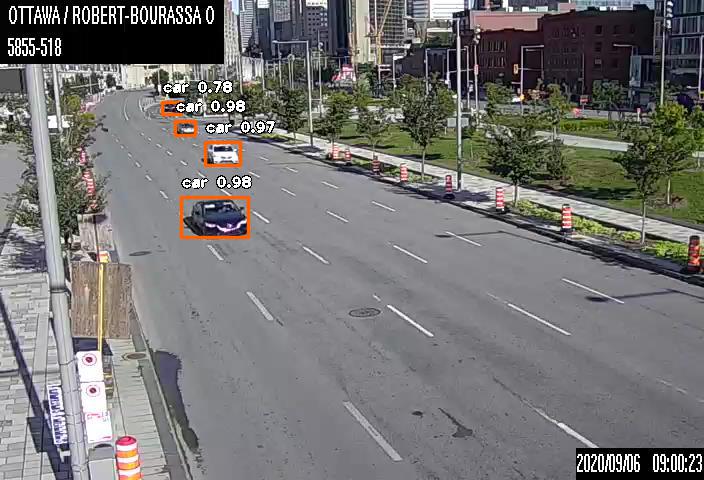 OTTAWA / ROBERT-BOURASSA O
5855-518
car 0.78
car 0.98
car 0.97
car 0.98
2020/09/06 09:00:23